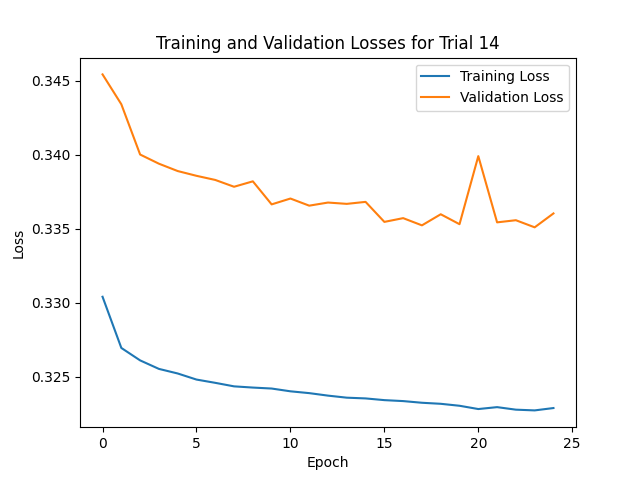 Training and Validation Losses for Trial 14
Training Loss
Validation Loss
Loss
0.345
0.340
0.335
0.330
0.325
0 5 10 15 20 25
Epoch